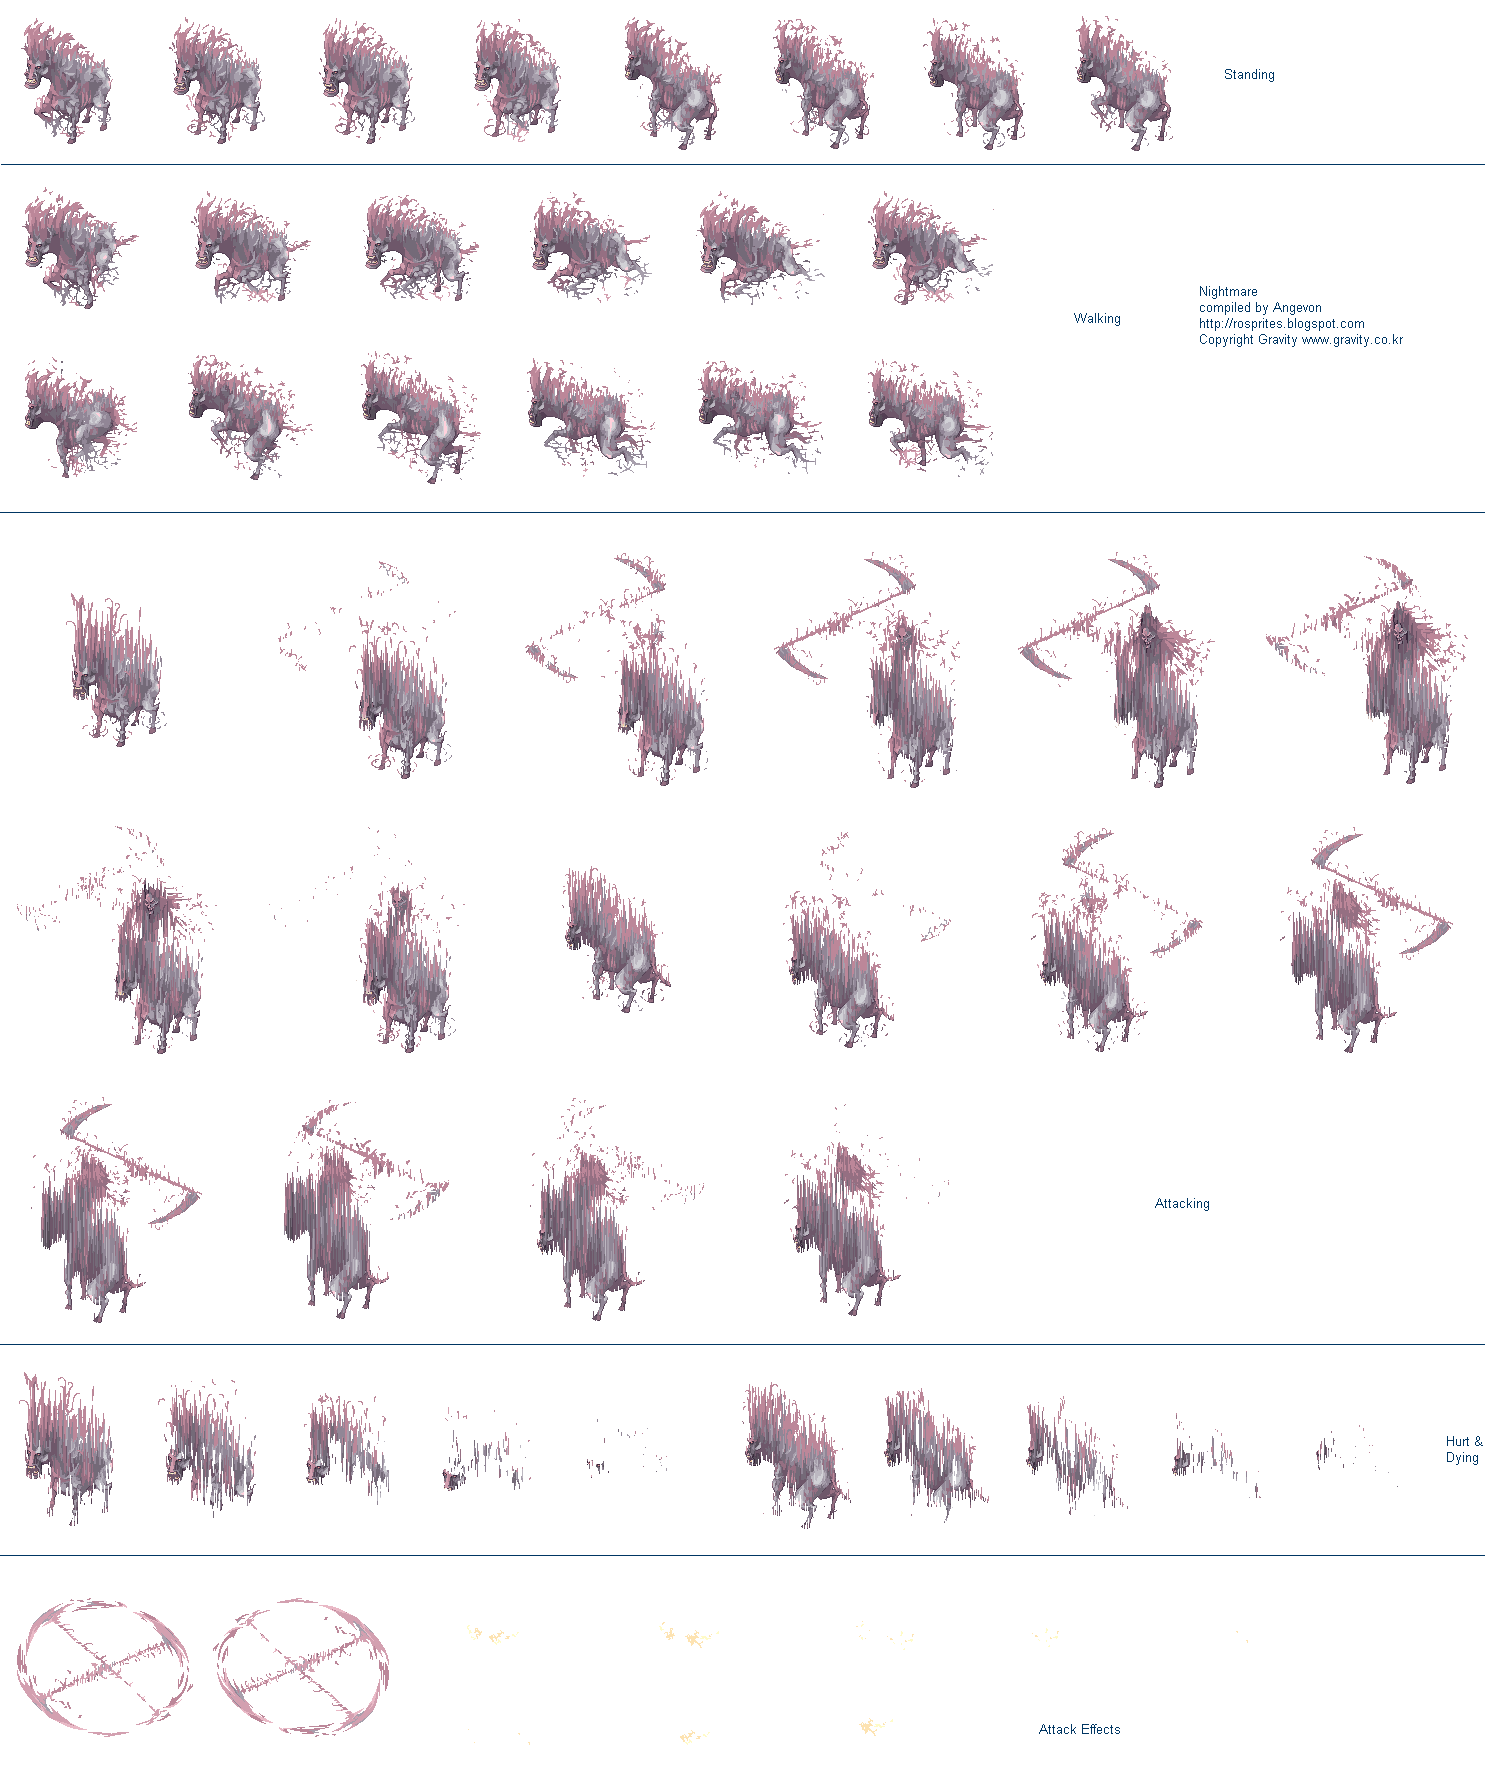 Standing
Nightmare
compiled by Angevon
http://rosprites.blogspot.com
Copyright Gravity www.gravity.co.kr
Walking
Attacking
Hurt &
Dying
Attack Effects